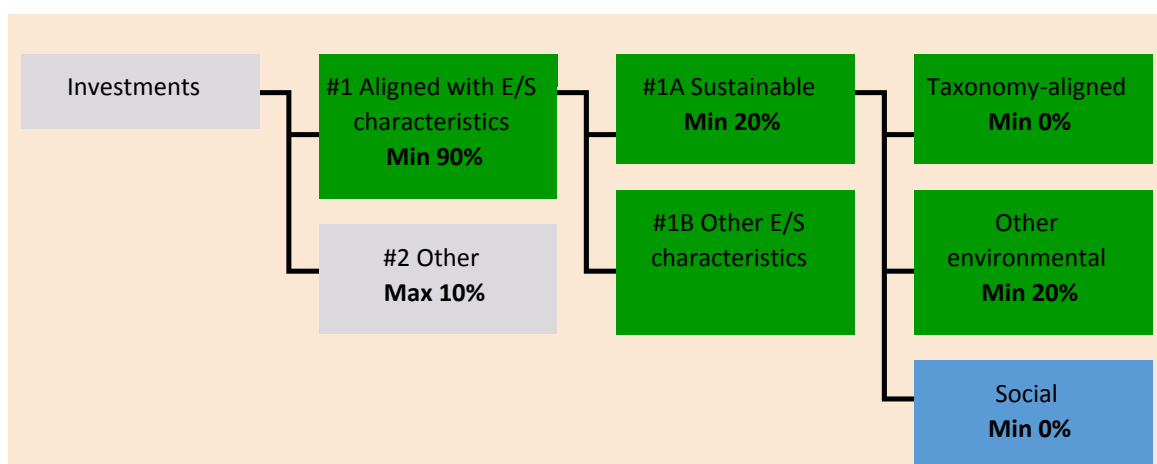 Investments
#1 Aligned with E/S
characteristics
Min 90%
#2 Other
Max 10%
#1A Sustainable
Min 20%
#1B Other E/S
characteristics
Taxonomy-aligned
Min 0%
Other
environmental
Min 20%
Social
Min 0%